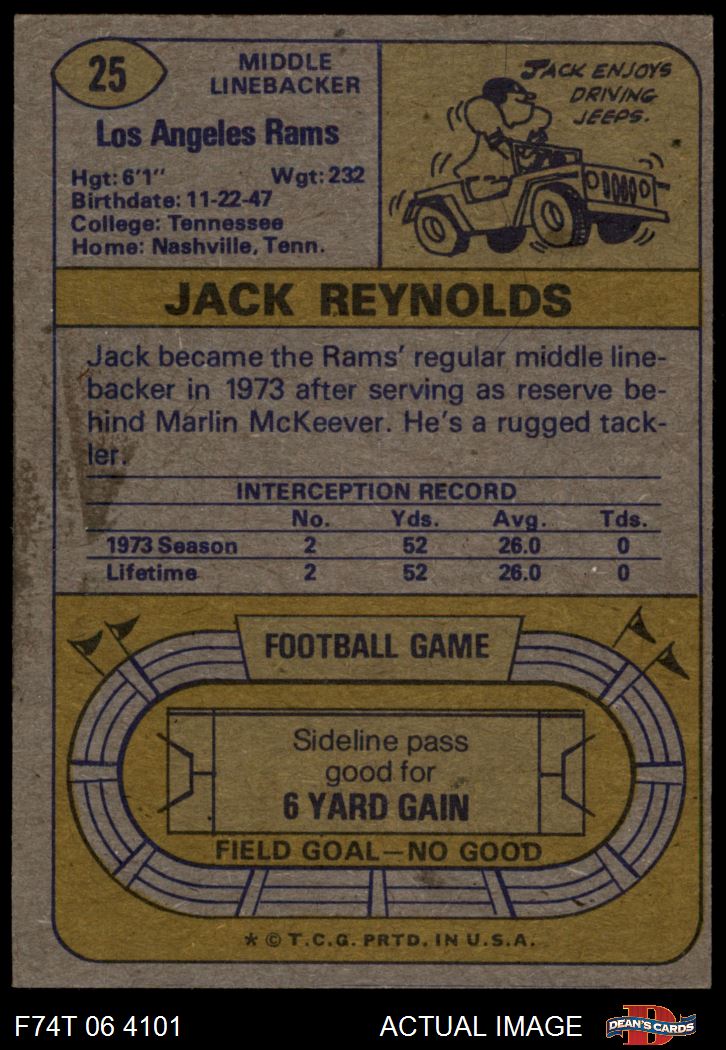 25
MIDDLE
LINEBACKER
Los Angeles Rams
Hgt: 6'1" Wgt: 232
Birthdate: 11-22-47
College: Tennessee
Home: Nashville, Tenn.
JACK ENJOYS
DRIVING
JEEPS.
JACK REYNOLDS
Jack became the Rams' regular middle line-
backer in 1973 after serving as reserve be-
hind Marlin McKeever. He's a rugged tack-
ler.
INTERCEPTION RECORD
No. Yds. Avg. Tds.
1973 Season 2 52 26.0 0
Lifetime 2 52 26.0 0
FOOTBALL GAME
Sideline pass
good for
6 YARD GAIN
FIELD GOAL—NO GOOD
* © T.C.G. PRTD. IN U.S.A.
F74T 06 4101 ACTUAL IMAGE
D
DEAN'S CARDS